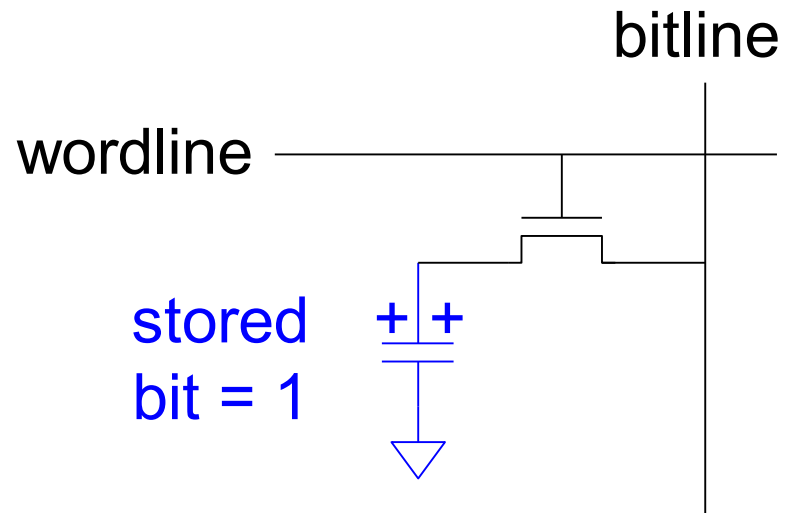 bitline
wordline
stored
+ +
bit = 1